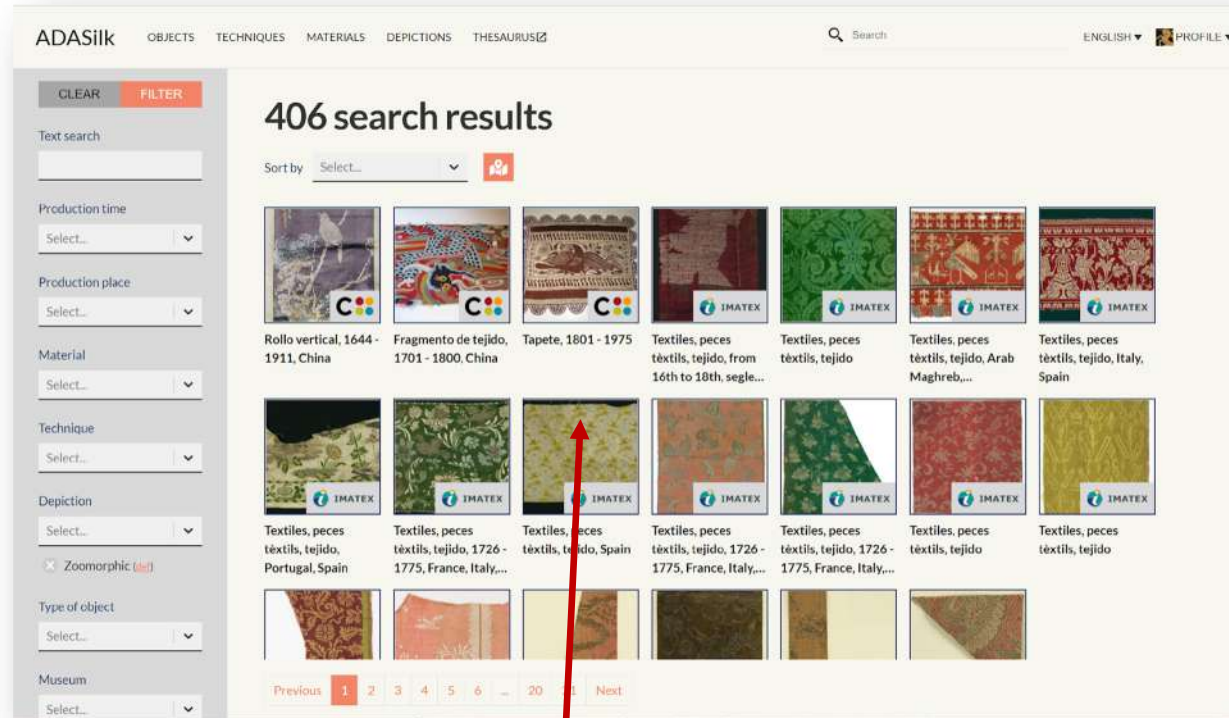 ADASilk OBJECTS TECHNIQUES MATERIALS DEPICTIONS THESAURUS Search ENGLISH PROFILE
CLEAR FILTER
Text search
Production time
Select...
Production place
Select...
Material
Select...
Technique
Select...
Depiction
Select...
Zoomorphic (def)
Type of object
Select...
Museum
Select...
406 search results
Sort by Select...
C C C IMATEX IMATEX IMATEX IMATEX
Rollo vertical, 1644 -
1911, China
Fragmento de tejido,
1701 - 1800, China
Tapete, 1801 - 1975
Textiles, peces
tèxtils, tejido, from
16th to 18th, segle...
Textiles, peces
tèxtils, tejido
Textiles, peces
tèxtils, tejido, Arab
Maghreb,...
Textiles, peces
tèxtils, tejido, Italy,
Spain
IMATEX IMATEX IMATEX IMATEX IMATEX IMATEX IMATEX
Textiles, peces
tèxtils, tejido,
Portugal, Spain
Textiles, peces
tèxtils, tejido, 1726 -
1775, France, Italy,...
Textiles, peces
tèxtils, tejido, Spain
Textiles, peces
tèxtils, tejido, 1726 -
1775, France, Italy,...
Textiles, peces
tèxtils, tejido, 1726 -
1775, France, Italy,...
Textiles, peces
tèxtils, tejido
Textiles, peces
tèxtils, tejido
Previous 1 2 3 4 5 6 ... 20 Next